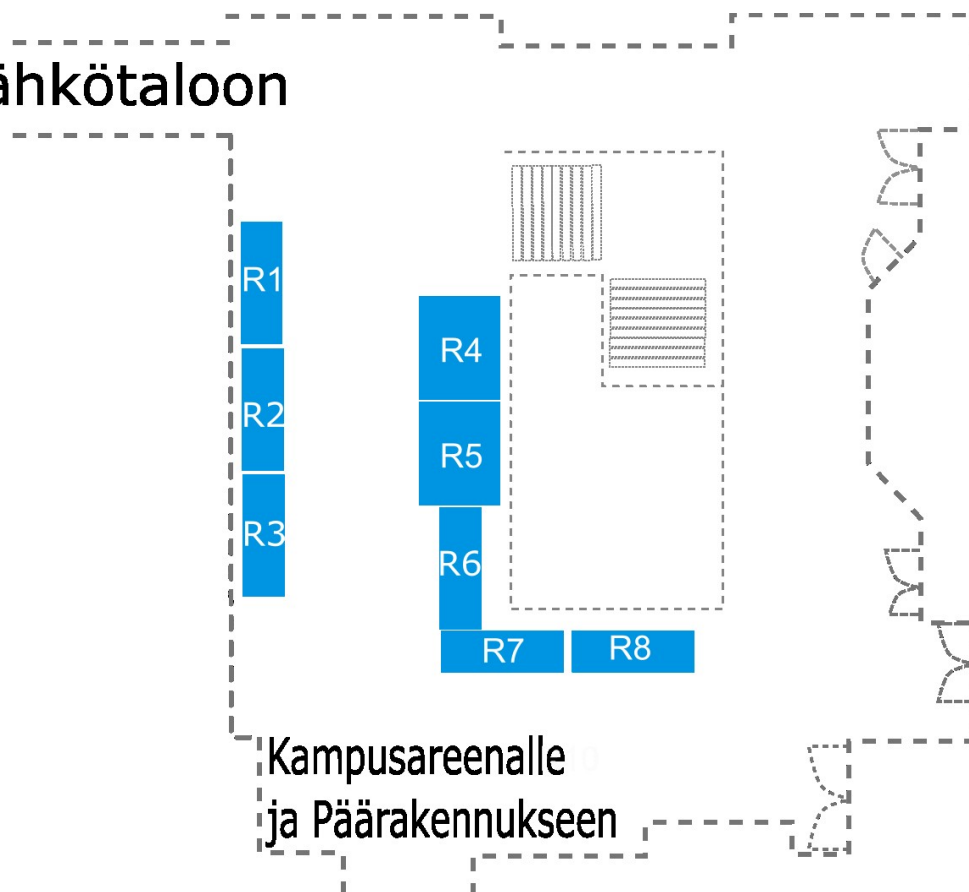 ähkötaloon
R1
R4
R2
R5
R3
R6
R7
R8
Kampusareenalle
ja Päärakennukseen